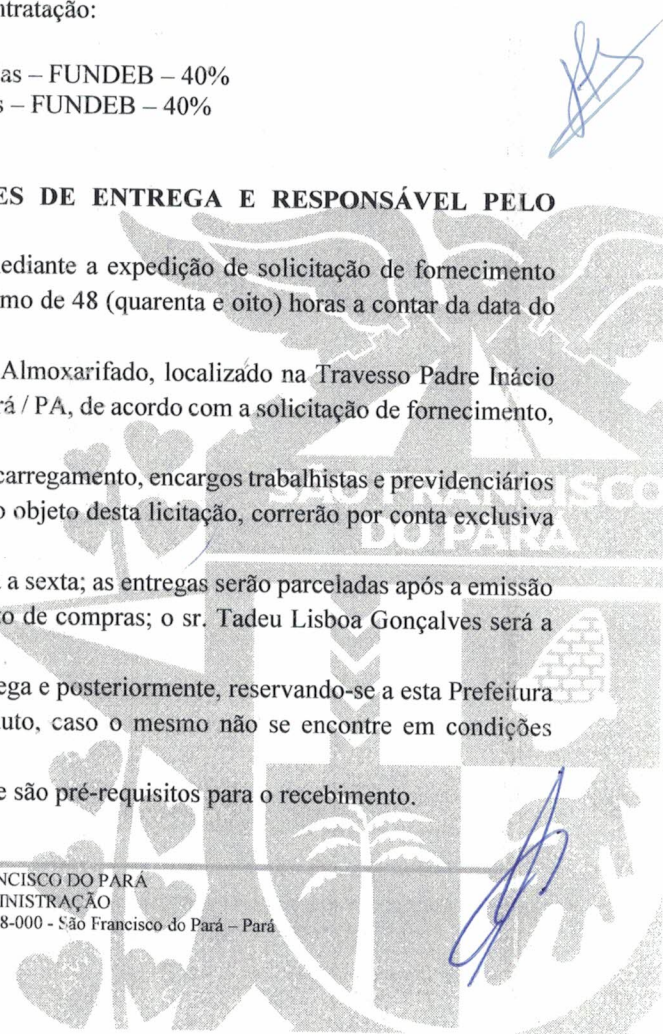 ntratação:
as – FUNDEB – 40%
s – FUNDEB – 40%
ES DE ENTREGA E RESPONSÁVEL PELO
ediante a expedição de solicitação de fornecimento
mo de 48 (quarenta e oito) horas a contar da data do
Almoxarifado, localizado na Travesso Padre Inácio
rá / PA, de acordo com a solicitação de fornecimento,
carregamento, encargos trabalhistas e previdenciários
SÃO FRANCISCO
o objeto desta licitação, correrão por conta exclusiva
DO PARÁ
a sexta; as entregas serão parceladas após a emissão
o de compras; o sr. Tadeu Lisboa Gonçalves será a
ega e posteriormente, reservando-se a esta Prefeitura
uto, caso o mesmo não se encontre em condições
e são pré-requisitos para o recebimento.
NCISCO DO PARÁ
MINISTRAÇÃO
8-000 - São Francisco do Pará – Pará